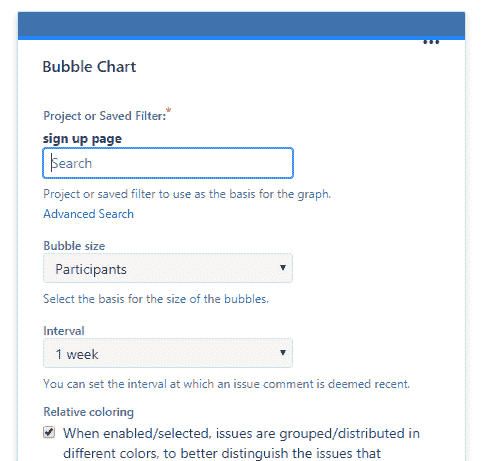 Bubble Chart
Project or Saved Filter:*
sign up page
Search
Project or saved filter to use as the basis for the graph.
Advanced Search
Bubble size
Participants
Select the basis for the size of the bubbles.
Interval
1 week
You can set the interval at which an issue comment is deemed recent.
Relative coloring
When enabled/selected, issues are grouped/distributed in
different colors, to better distinguish the issues that